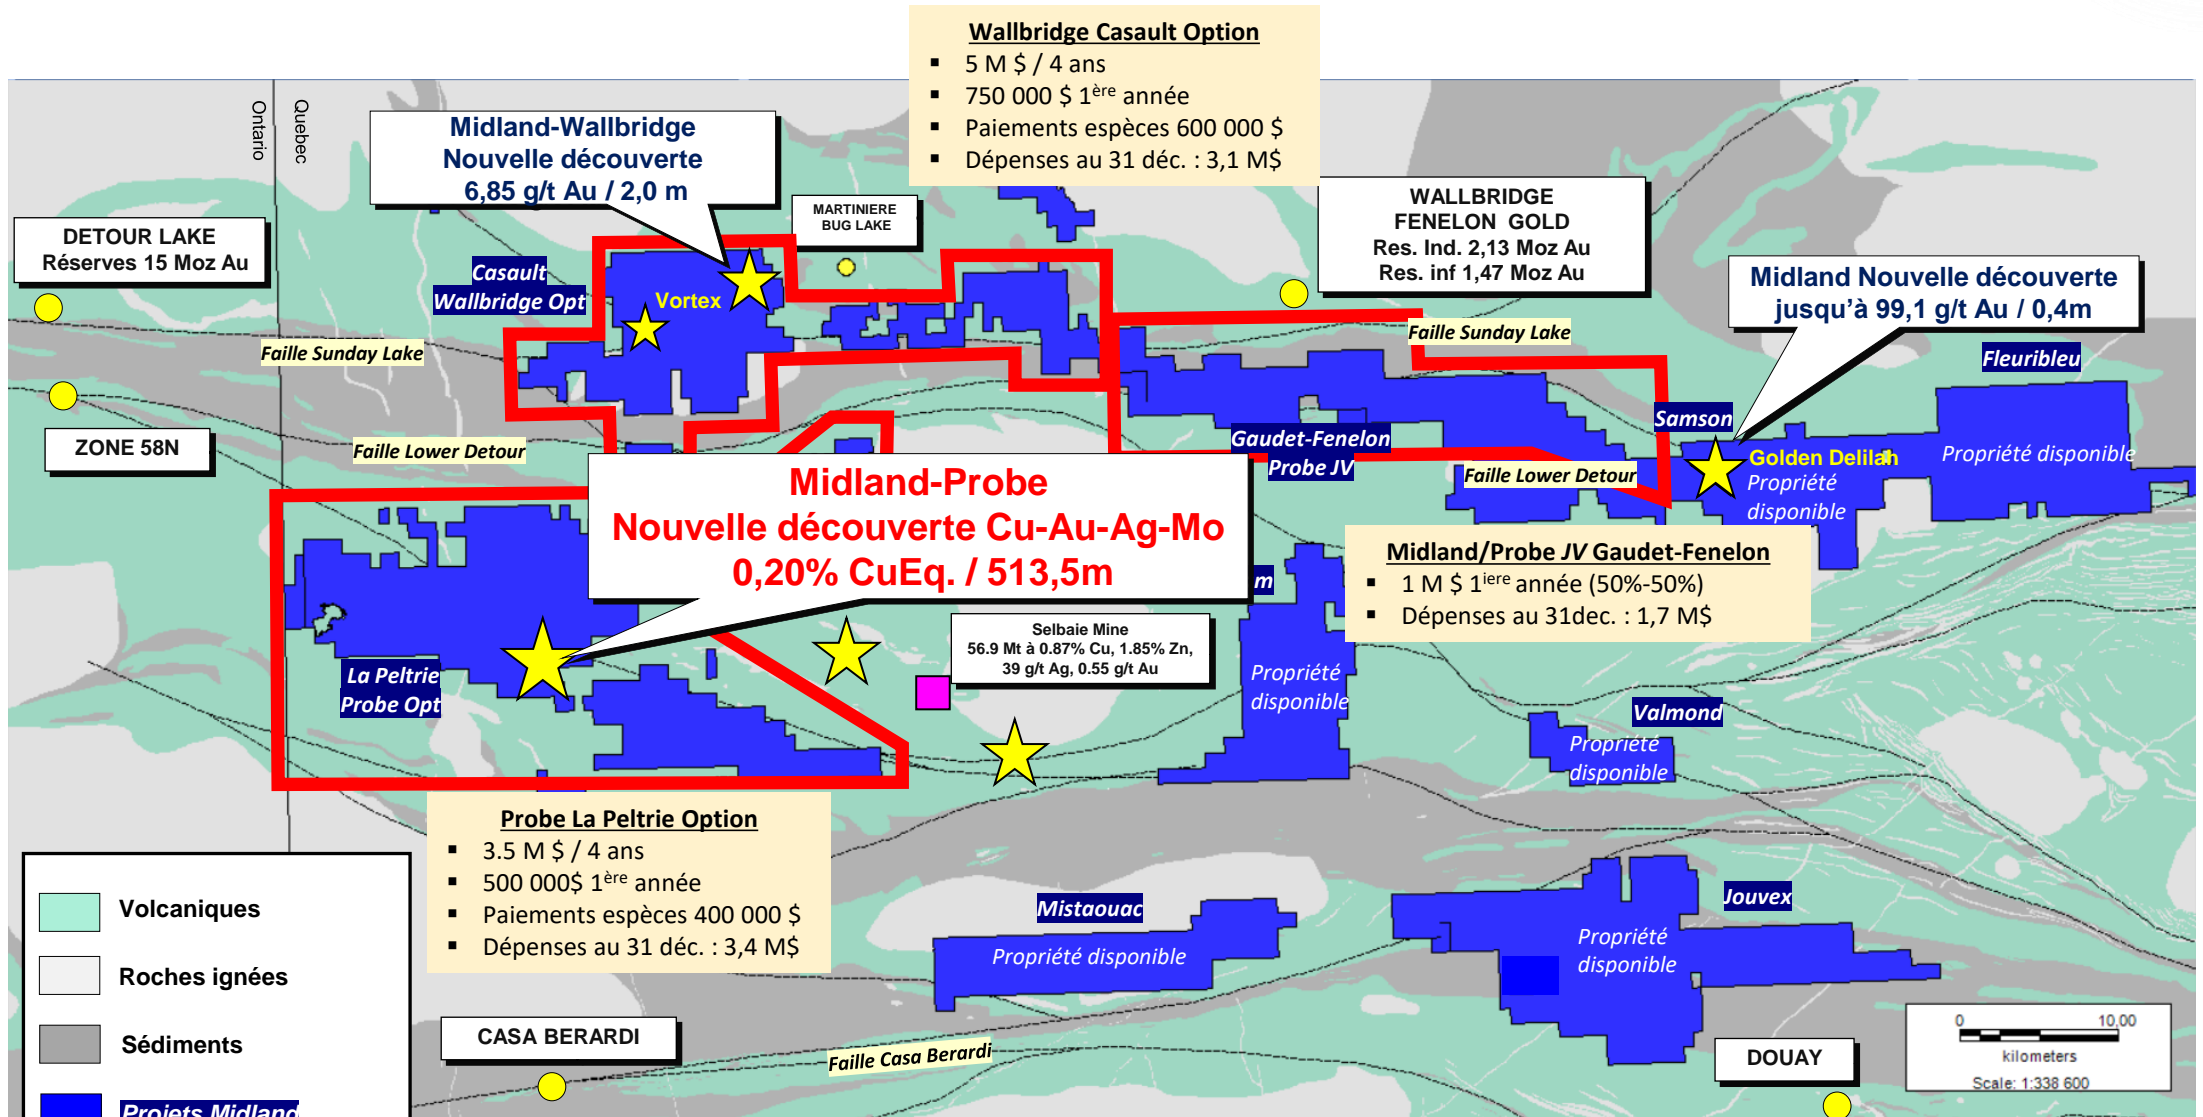 Wallbridge Casault Option
▪ 5 M $ / 4 ans
▪ 750 000 $ 1ère année
▪ Paiements espèces 600 000 $
▪ Dépenses au 31 déc. : 3,1 M$
Ontario
Quebec
Midland-Wallbridge
Nouvelle découverte
6,85 g/t Au / 2,0 m
MARTINIERE
BUG LAKE
WALLBRIDGE
FENELON GOLD
Res. Ind. 2,13 Moz Au
Res. inf 1,47 Moz Au
DETOUR LAKE
Réserves 15 Moz Au
Casault
Wallbridge Opt
Vortex
Midland Nouvelle découverte
jusqu'à 99,1 g/t Au / 0,4m
Faille Sunday Lake
Faille Sunday Lake
Fleuribleu
ZONE 58N
Faille Lower Detour
Gaudet-Fenelon
Probe JV
Samson
Golden Delilah
Propriété
disponible
Propriété disponible
Faille Lower Detour
Midland-Probe
Nouvelle découverte Cu-Au-Ag-Mo
0,20% CuEq. / 513,5m
m
Midland/Probe JV Gaudet-Fenelon
▪ 1 M $ 1iere année (50%-50%)
▪ Dépenses au 31dec. : 1,7 M$
Selbaie Mine
56.9 Mt à 0.87% Cu, 1.85% Zn,
39 g/t Ag, 0.55 g/t Au
La Peltrie
Probe Opt
Propriété
disponible
Valmond
Propriété
disponible
Probe La Peltrie Option
▪ 3.5 M $ / 4 ans
▪ 500 000$ 1ère année
▪ Paiements espèces 400 000 $
▪ Dépenses au 31 déc. : 3,4 M$
Mistaouac
Propriété disponible
Jouvex
Propriété
disponible
Volcaniques
Roches ignées
Sédiments
Projets Midland
CASA BERARDI
Faille Casa Berardi
DOUAY
0 10,00
kilometers
Scale: 1:338 600